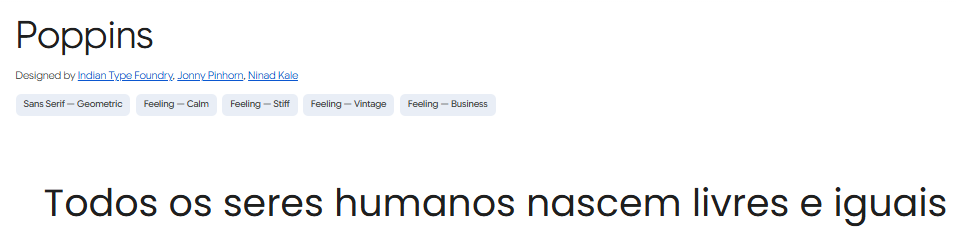 Poppins
Designed by Indian Type Foundry, Jonny Pinhorn, Ninad Kale
Sans Serif — Geometric Feeling — Calm Feeling — Stiff Feeling — Vintage Feeling — Business
Todos os seres humanos nascem livres e iguais